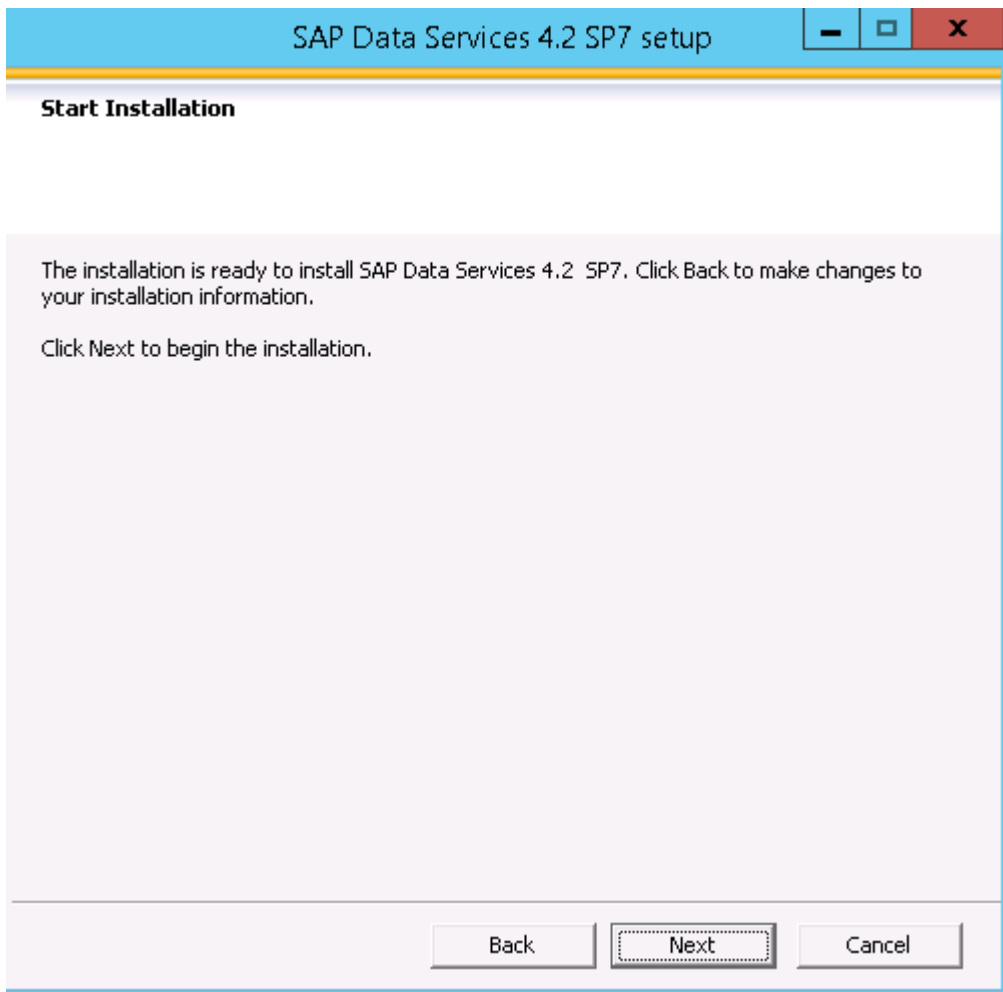 SAP Data Services 4.2 SP7 setup
Start Installation
The installation is ready to install SAP Data Services 4.2  SP7. Click Back to make changes to
your installation information.
Click Next to begin the installation.
Back
Next
Cancel